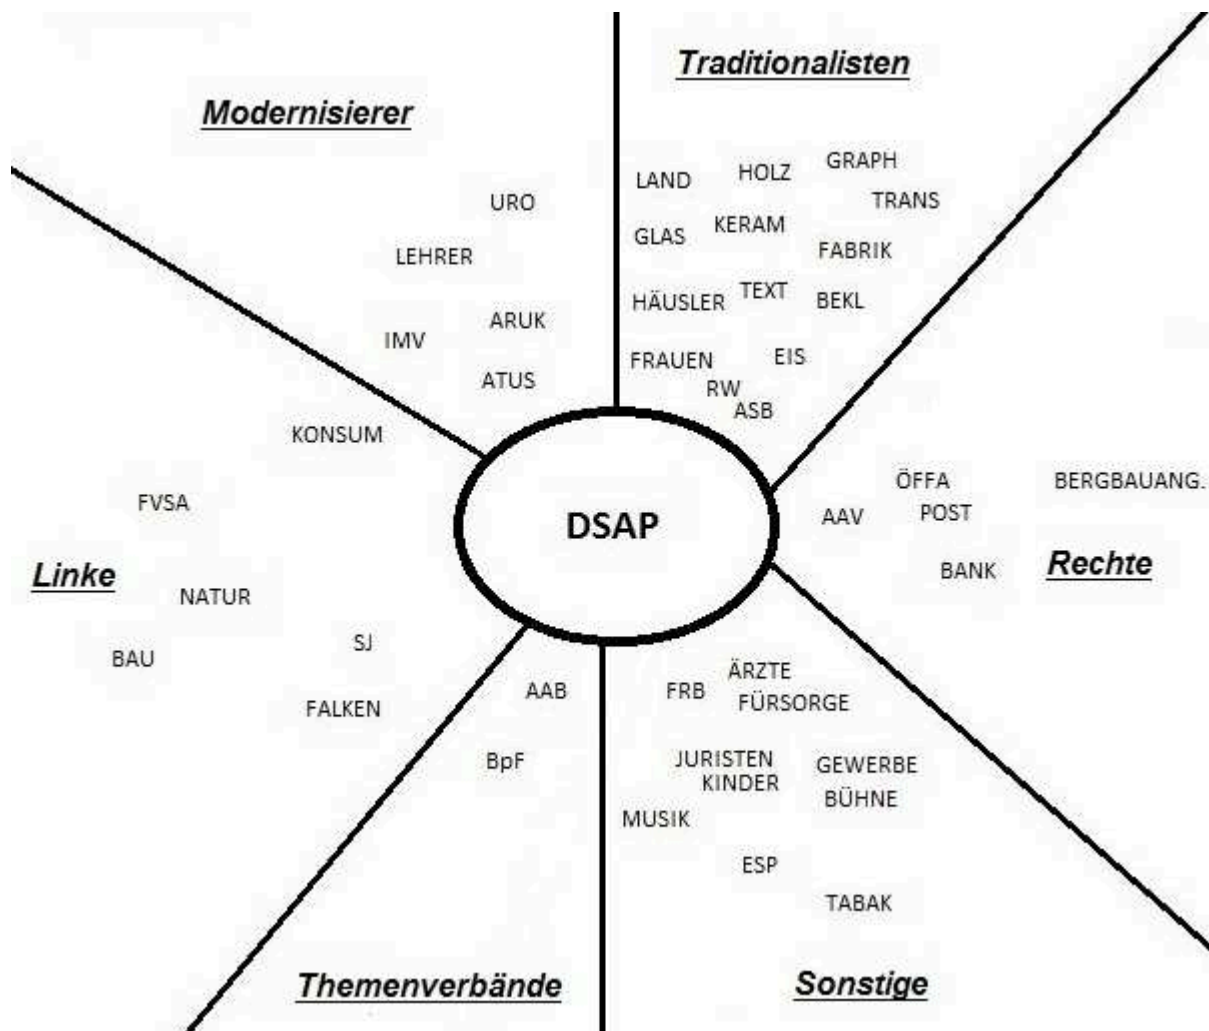 Modernisierer
URO
LEHRER
ARUK
IMV
ATUS
Traditionalisten
GRAPH
HOLZ
LAND
TRANS
KERAM
GLAS
FABRIK
TEXT
BEKL
HÄUSLER
EIS
FRAUEN
RW
ASB
KONSUM
FVSA
Linke
NATUR
SJ
BAU
FALKEN
DSAP
ÖFFA
BERGBAUANG.
AAV
POST
BANK
Rechte
AAB
BpF
Themenverbände
ÄRZTE
FRB
FÜRSORGE
JURISTEN
GEWERBE
KINDER
BÜHNE
MUSIK
ESP
TABAK
Sonstige